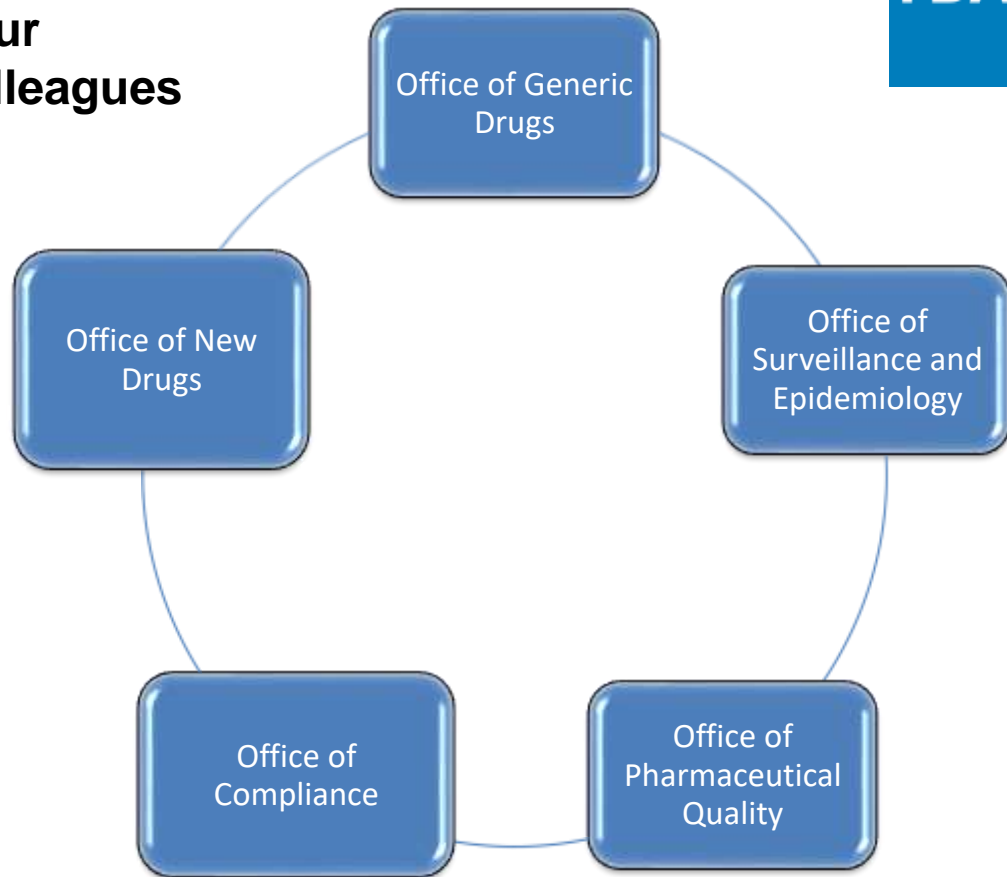 ur
lleagues
Office of Generic
Drugs
Office of
Surveillance and
Epidemiology
Office of
Pharmaceutical
Quality
Office of
Compliance
Office of New
Drugs